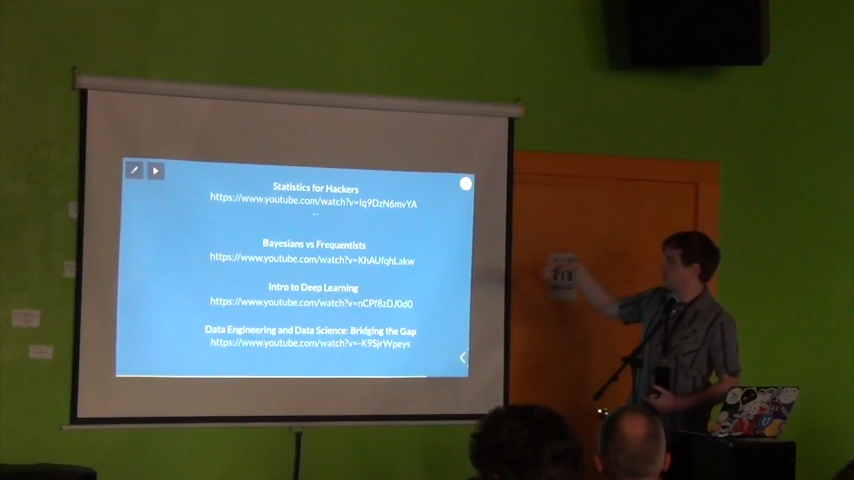 Statistics for Hackers
https://www.youtube.com/watch?v=Iq9DzN6mvYA
...
Bayesians vs Frequentists
https://www.youtube.com/watch?v=KhAUfqhLakw
Intro to Deep Learning
https://www.youtube.com/watch?v=nCPf8zDJ0d0
Data Engineering and Data Science: Bridging the Gap
https://www.youtube.com/watch?v=-K9SjrWpeys